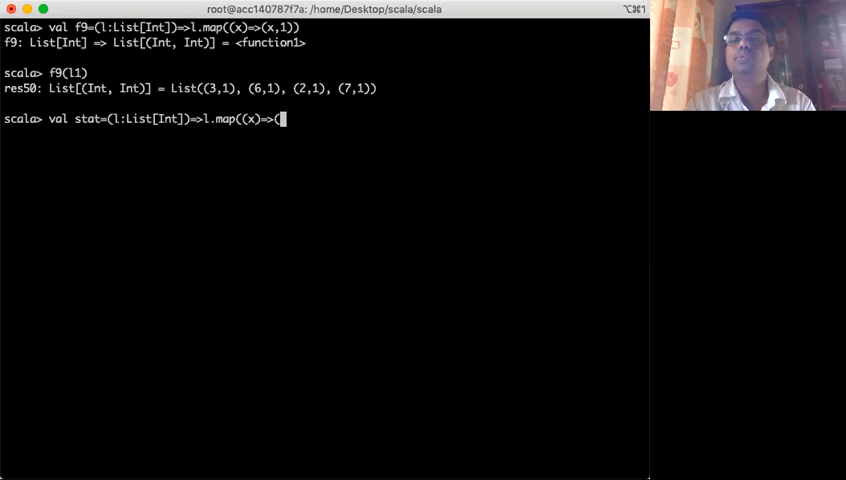 root@acc140787f7a: /home/Desktop/scala/scala
⌥⌘1
scala> val f9=(l:List[Int])=>l.map((x)=>(x,1))
f9: List[Int] => List[(Int, Int)] = <function1>
scala> f9(l1)
res50: List[(Int, Int)] = List((3,1), (6,1), (2,1), (7,1))
scala> val stat=(l:List[Int])=>l.map((x)=>(